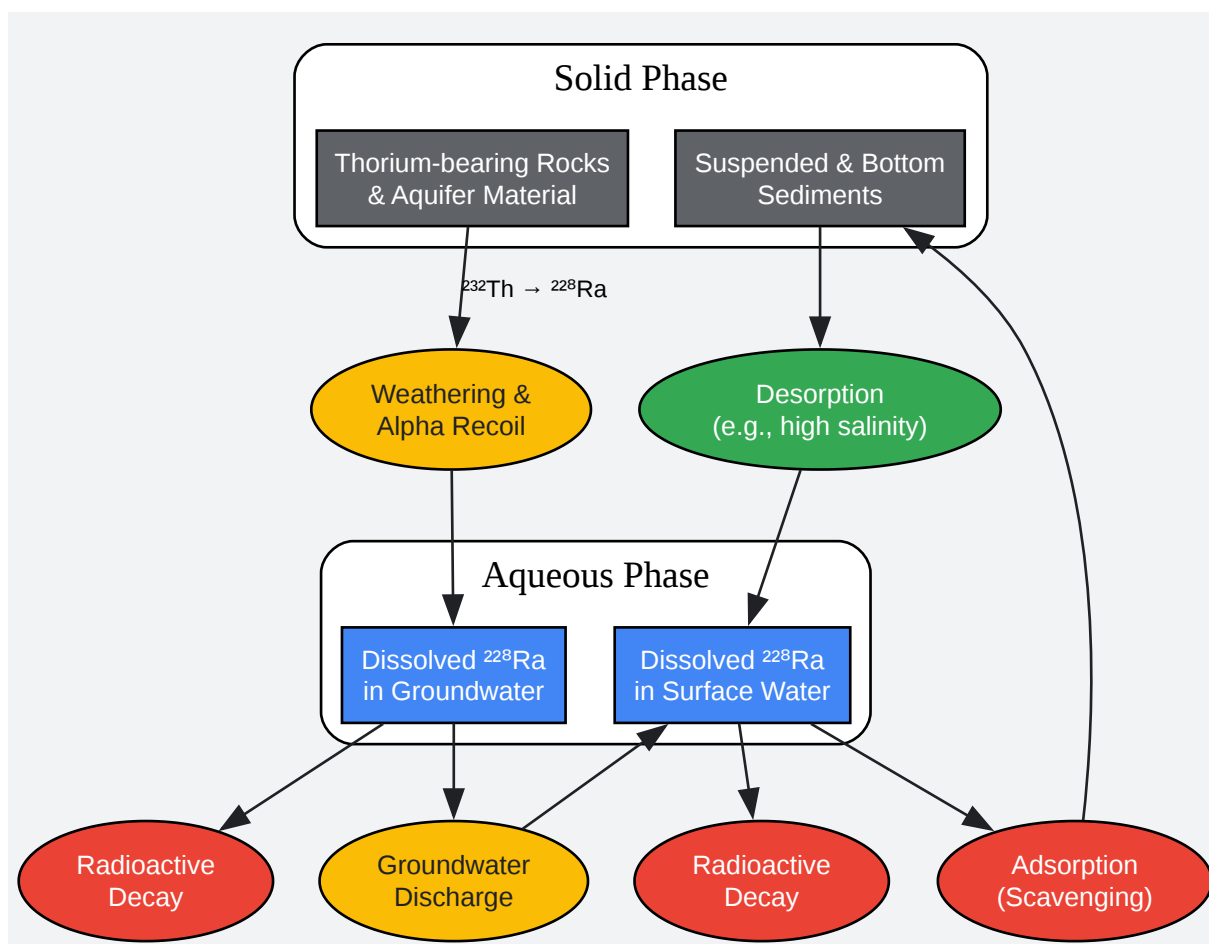 Solid Phase
Thorium-bearing Rocks
& Aquifer Material
Suspended & Bottom
Sediments
²³²Th → ²²⁸Ra
Weathering &
Alpha Recoil
Desorption
(e.g., high salinity)
Aqueous Phase
Dissolved ²²⁸Ra
in Groundwater
Dissolved ²²⁸Ra
in Surface Water
Radioactive
Decay
Groundwater
Discharge
Radioactive
Decay
Adsorption
(Scavenging)